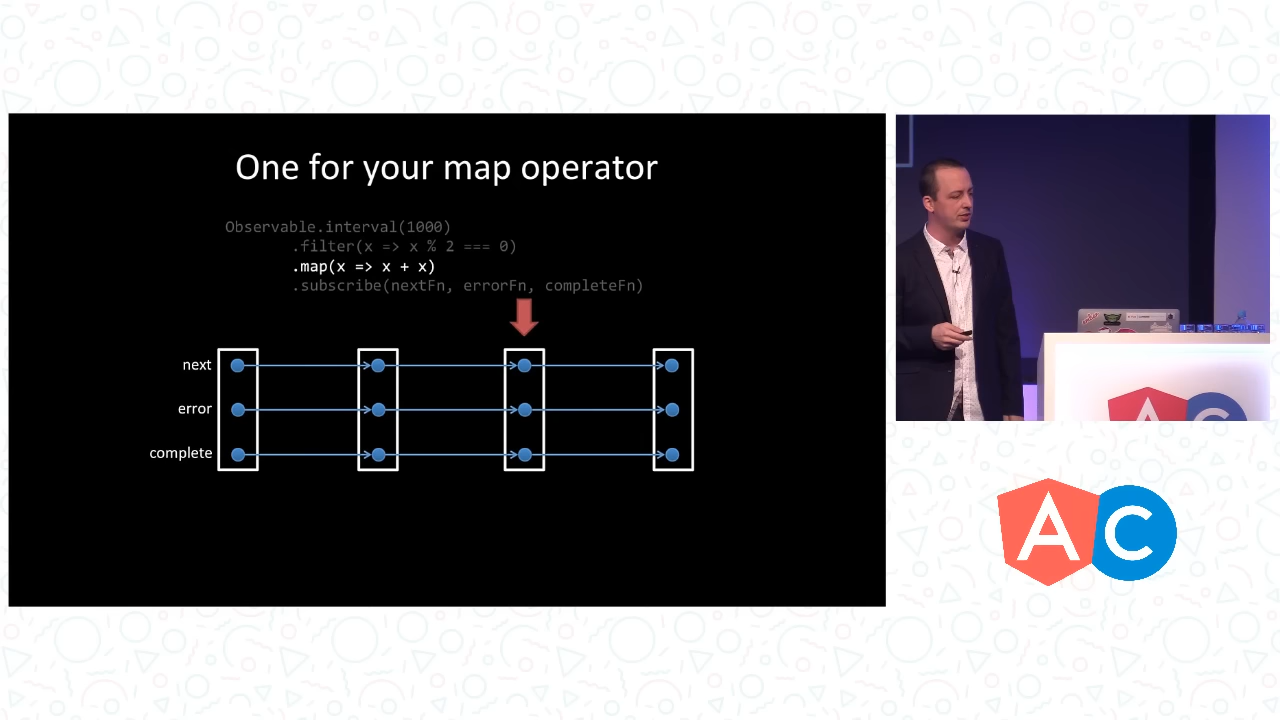 One for your map operator
Observable.interval(1000)
.filter(x => x % 2 === 0)
.map(x => x + x)
.subscribe(nextFn, errorFn, completeFn)
next
error
complete
A C
A C